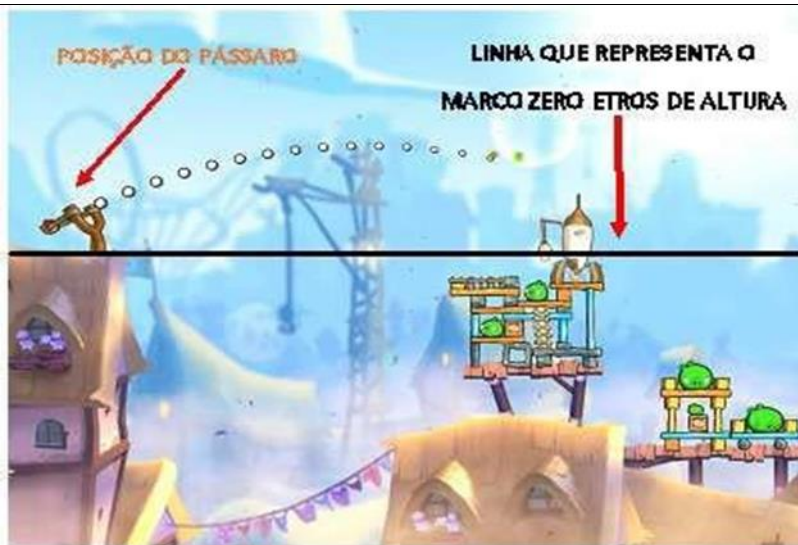 POSIÇÃO DO PÁSSARO
LINHA QUE REPRESENTA O
MARCO ZERO ETROS DE ALTURA